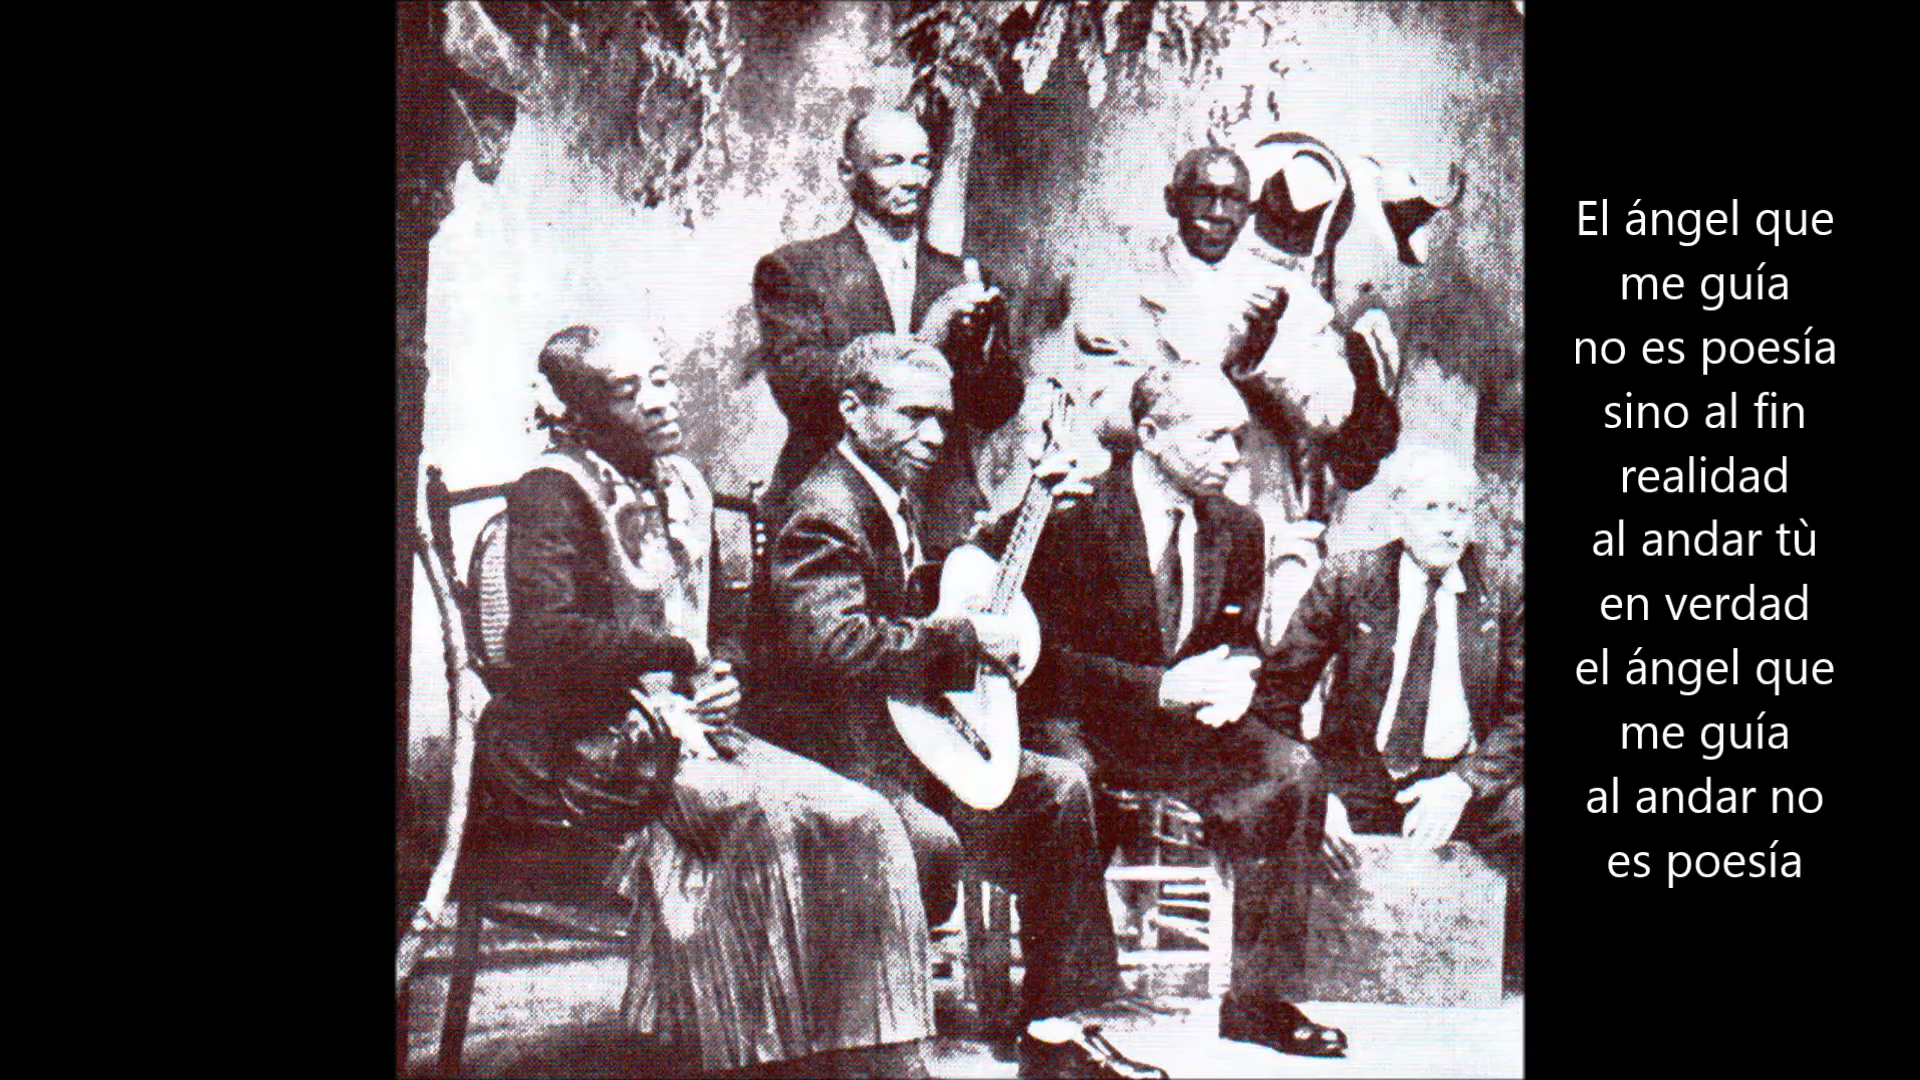 El ángel que
me guía
no es poesía
sino al fin
realidad
al andar tù
en verdad
el ángel que
me guía
al andar no
es poesía